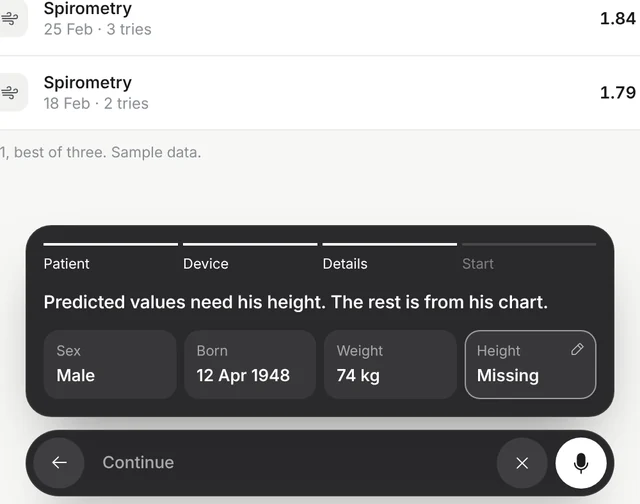 Spirometry
1.84
25 Feb · 3 tries
Spirometry
1.79
18 Feb · 2 tries
1, best of three. Sample data.
Patient Device Details Start
Predicted values need his height. The rest is from his chart.
Sex Born Weight Height
Male 12 Apr 1948 74 kg Missing
Continue